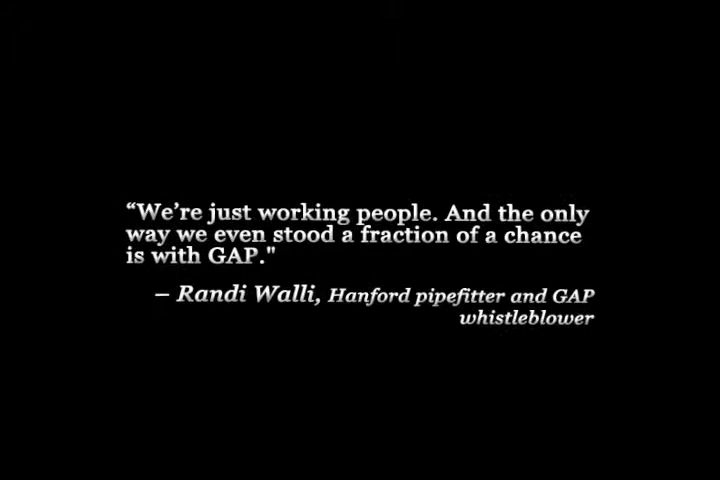 “We’re just working people. And the only
way we even stood a fraction of a chance
is with GAP."
– Randi Walli, Hanford pipefitter and GAP
whistleblower